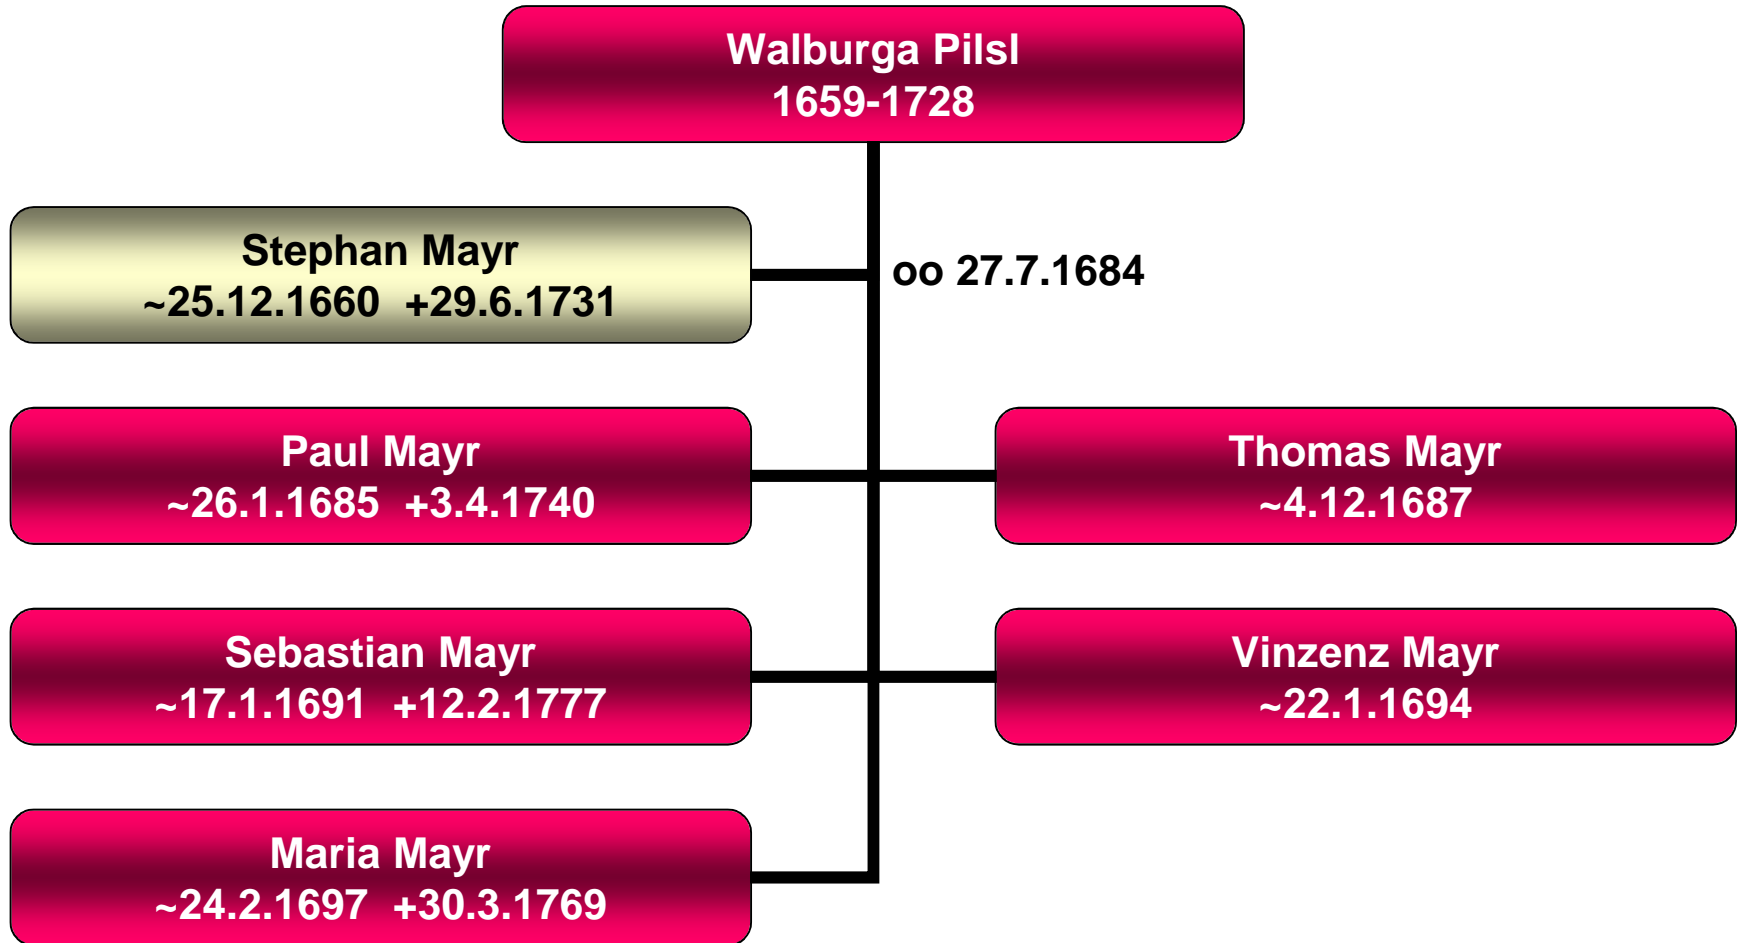 Walburga Pilsl
1659-1728
Stephan Mayr
~25.12.1660  +29.6.1731
oo 27.7.1684
Paul Mayr
~26.1.1685  +3.4.1740
Thomas Mayr
~4.12.1687
Sebastian Mayr
~17.1.1691  +12.2.1777
Vinzenz Mayr
~22.1.1694
Maria Mayr
~24.2.1697  +30.3.1769